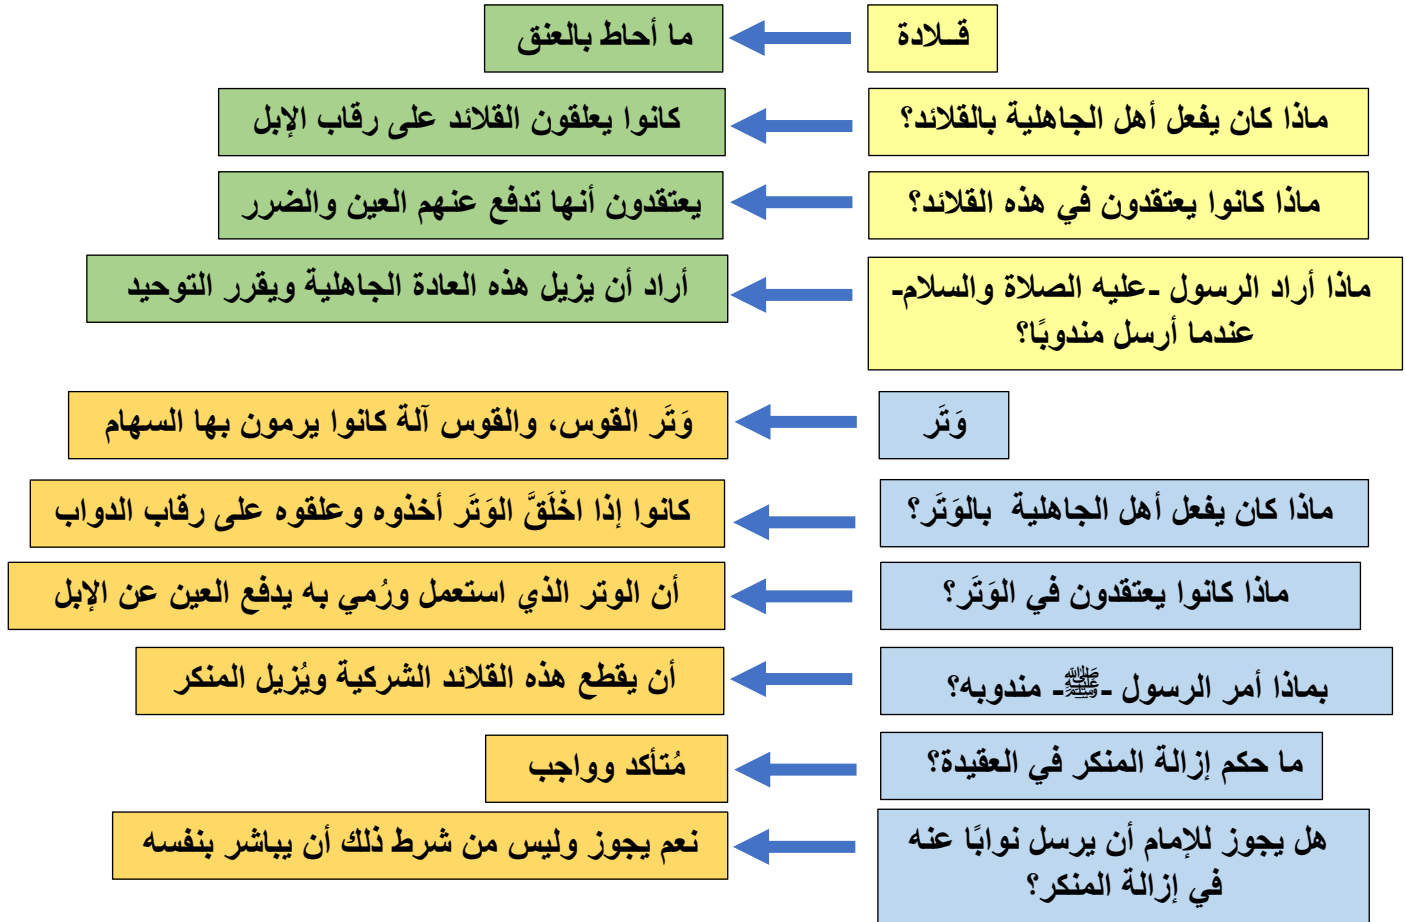 قــلادة
ما أحاط بالعنق
ماذا كان يفعل أهل الجاهلية بالقلائد؟
كانوا يعلقون القلائد على رقاب الإبل
ماذا كانوا يعتقدون في هذه القلائد؟
يعتقدون أنها تدفع عنهم العين والضرر
ماذا أراد الرسول -عليه الصلاة والسلام-
عندما أرسل مندوبًا؟
أراد أن يزيل هذه العادة الجاهلية ويقرر التوحيد
وَتَر
وَتَر القوس، والقوس آلة كانوا يرمون بها السهام
ماذا كان يفعل أهل الجاهلية بالوَتَر؟
كانوا إذا اخْلَقَّ الوَتَر أخذوه وعلقوه على رقاب الدواب
ماذا كانوا يعتقدون في الوَتَر؟
أن الوتر الذي استعمل ورُمي به يدفع العين عن الإبل
بماذا أمر الرسول -ﷺ- مندوبه؟
أن يقطع هذه القلائد الشركية ويُزيل المنكر
ما حكم إزالة المنكر في العقيدة؟
مُتأكد وواجب
هل يجوز للإمام أن يرسل نوابًا عنه
في إزالة المنكر؟
نعم يجوز وليس من شرط ذلك أن يباشر بنفسه